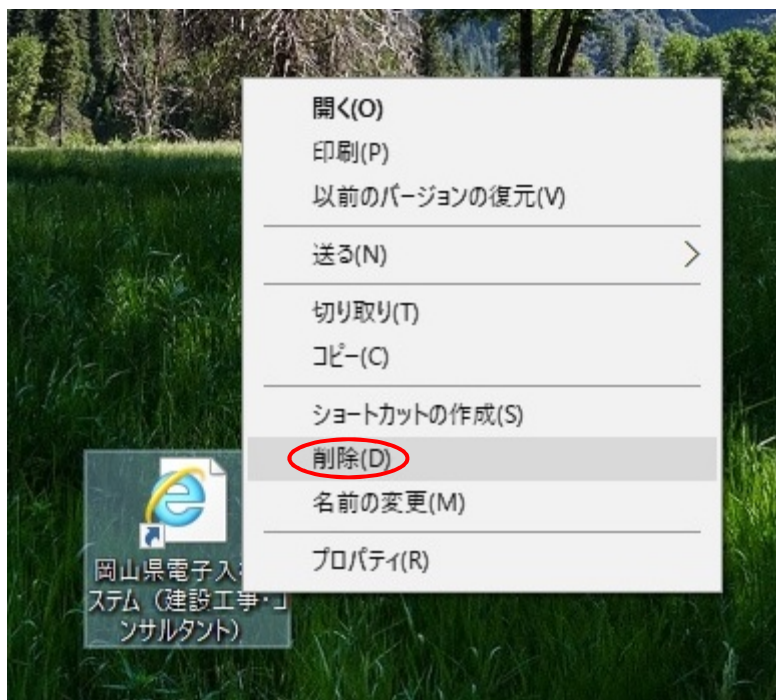 開く(O)
印刷(P)
以前のバージョンの復元(V)
送る(N)
切り取り(T)
コピー(C)
ショートカットの作成(S)
削除(D)
名前の変更(M)
プロパティ(R)
岡山県電子入
ステム（建設工事・コ
ンサルタント）